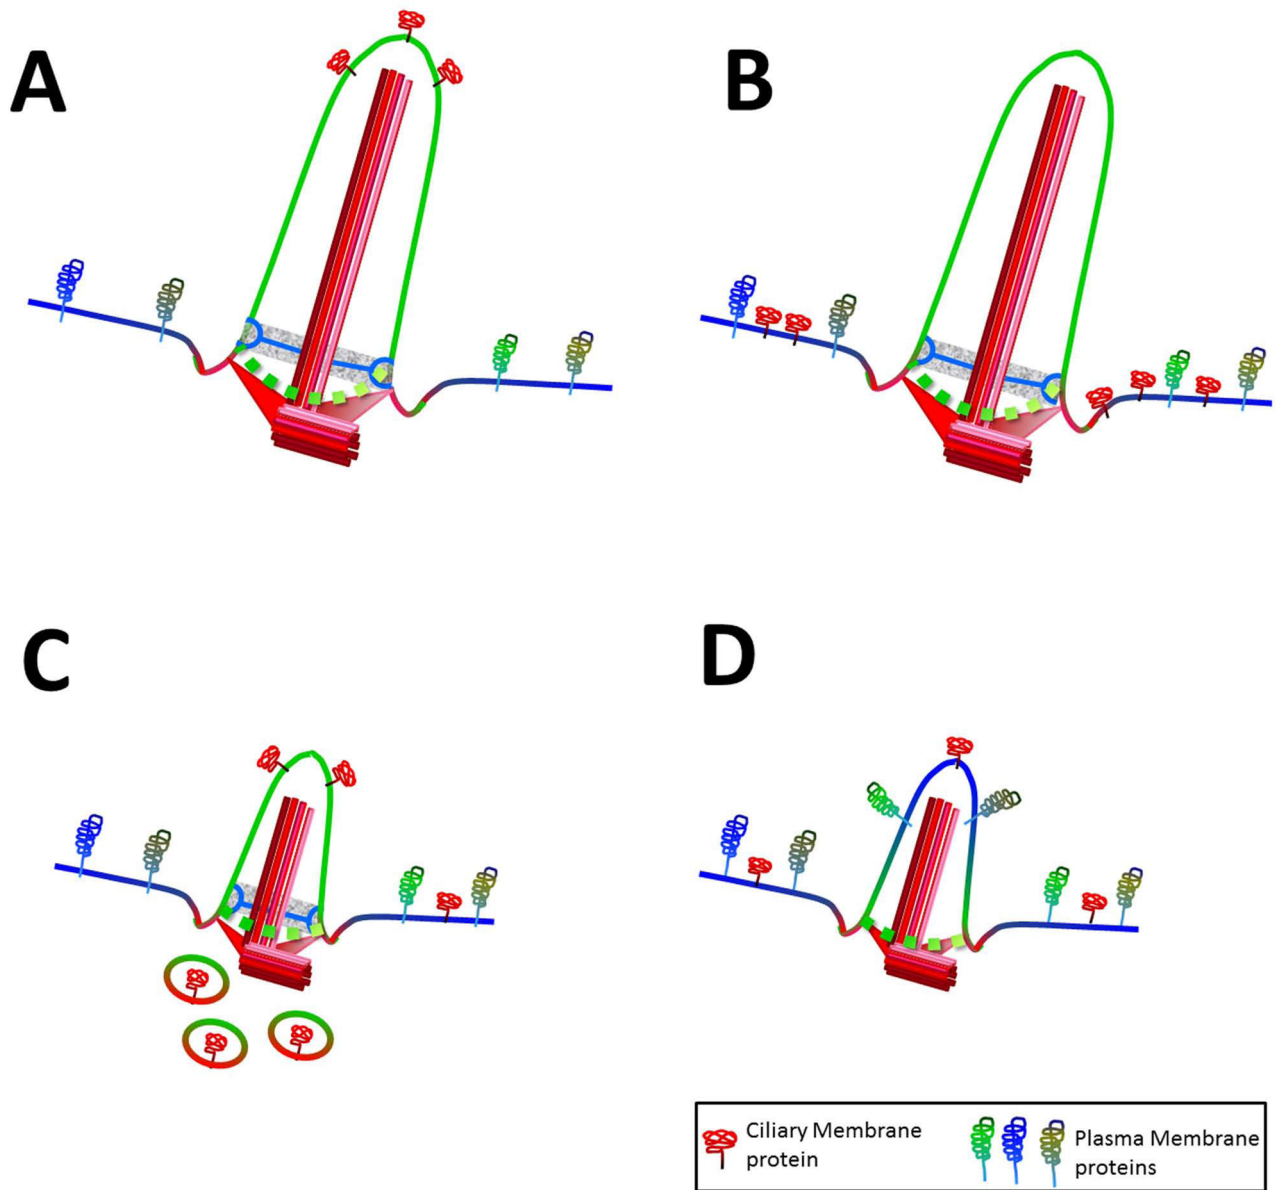 A
B
C
D
Ciliary Membrane
protein
Plasma Membrane
proteins